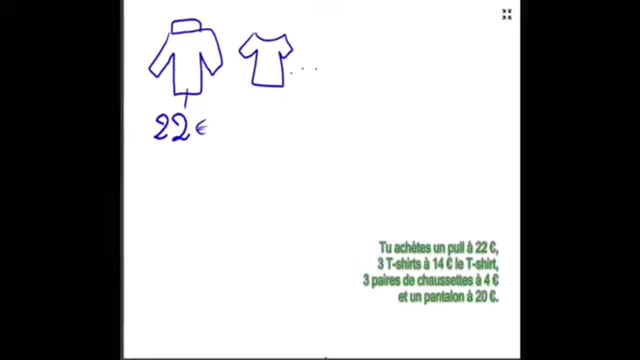 22 €
Tu achètes un pull à 22 €,
3 T-shirts à 14 € le T-shirt,
3 paires de chaussettes à 4 €
et un pantalon à 20 €.